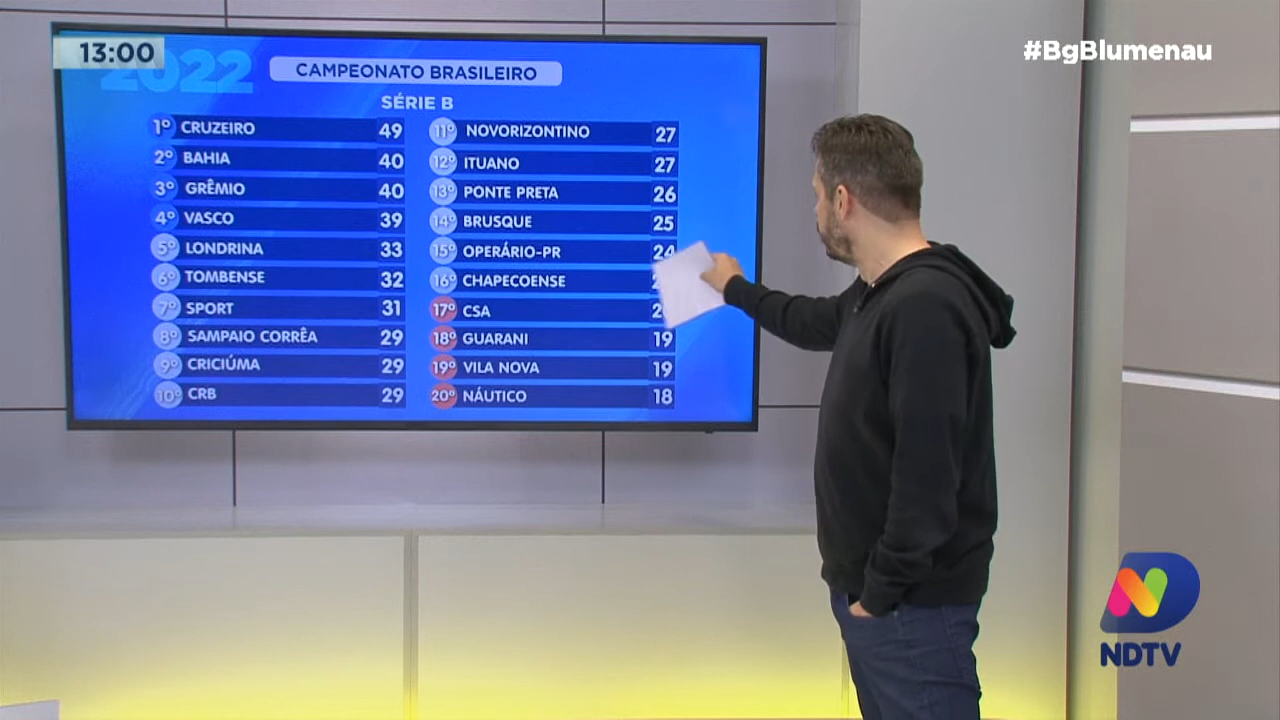 13:00
#BgBlumenau
2022
CAMPEONATO BRASILEIRO
SÉRIE B
1º CRUZEIRO 49
2º BAHIA 40
3º GRÊMIO 40
4º VASCO 39
5º LONDRINA 33
6º TOMBENSE 32
7º SPORT 31
8º SAMPAIO CORRÊA 29
9º CRICIÚMA 29
10º CRB 29
11º NOVORIZONTINO 27
12º ITUANO 27
13º PONTE PRETA 26
14º BRUSQUE 25
15º OPERÁRIO-PR 24
16º CHAPECOENSE
17º CSA
18º GUARANI 19
19º VILA NOVA 19
20º NÁUTICO 18
NDTV